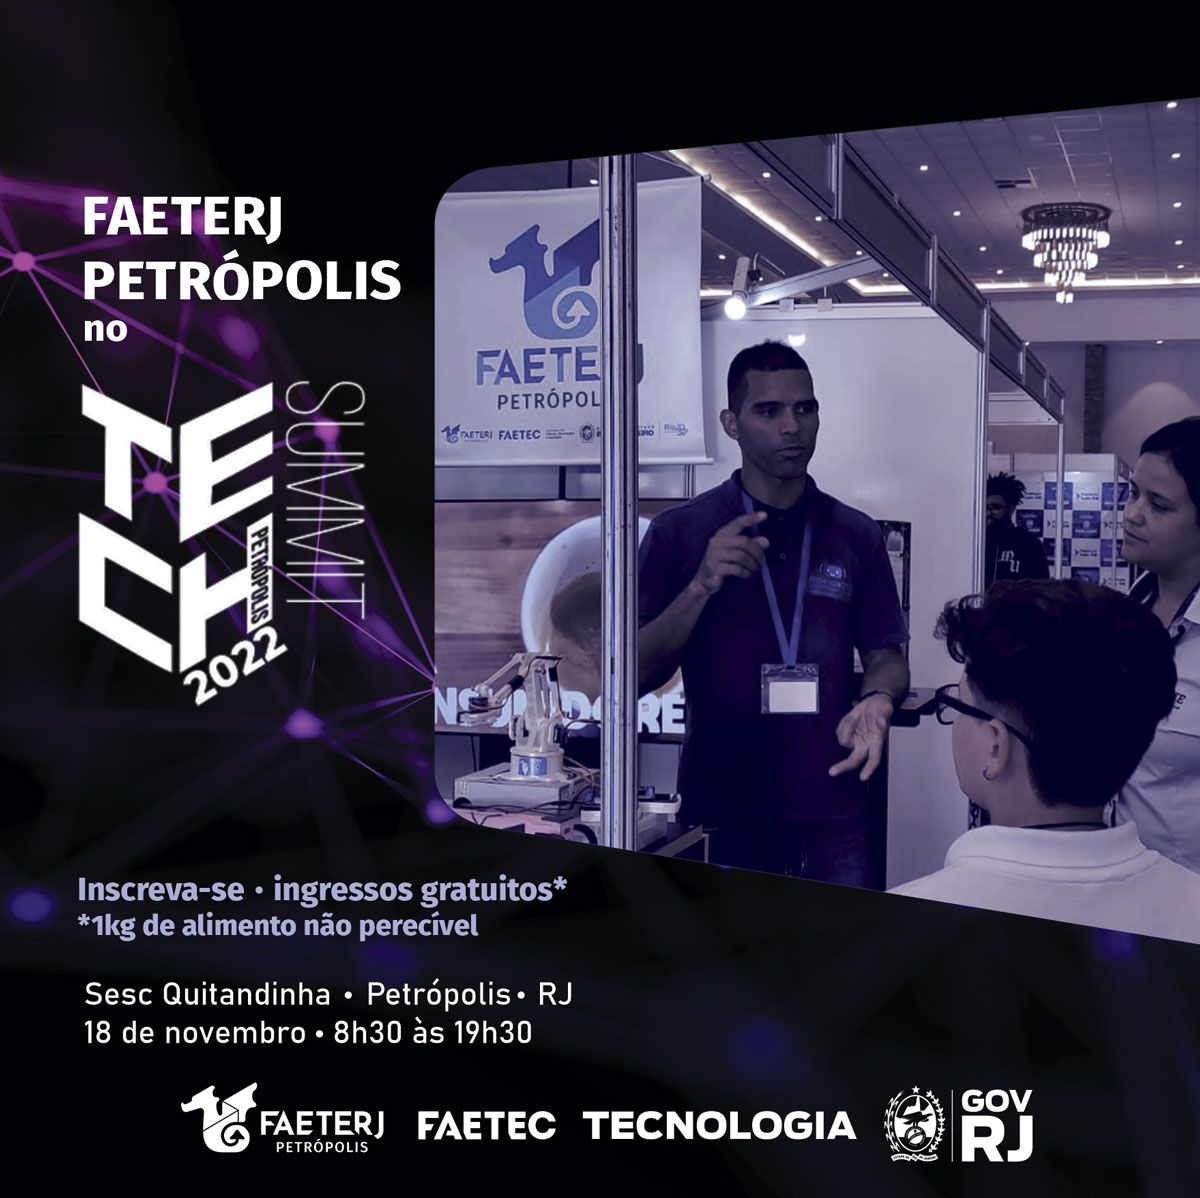 FAETERJ
PETRÓPOLIS
no
TECH
SUMMIT
PETRÓPOLIS
2022
FAETERJ
PETRÓPOLIS
FAETERJ
FAETEC
Inscreva-se • ingressos gratuitos*
*1kg de alimento não perecível
Sesc Quitandinha • Petrópolis • RJ
18 de novembro • 8h30 às 19h30
FAETERJ
PETRÓPOLIS
FAETEC
TECNOLOGIA
GOV
RJ